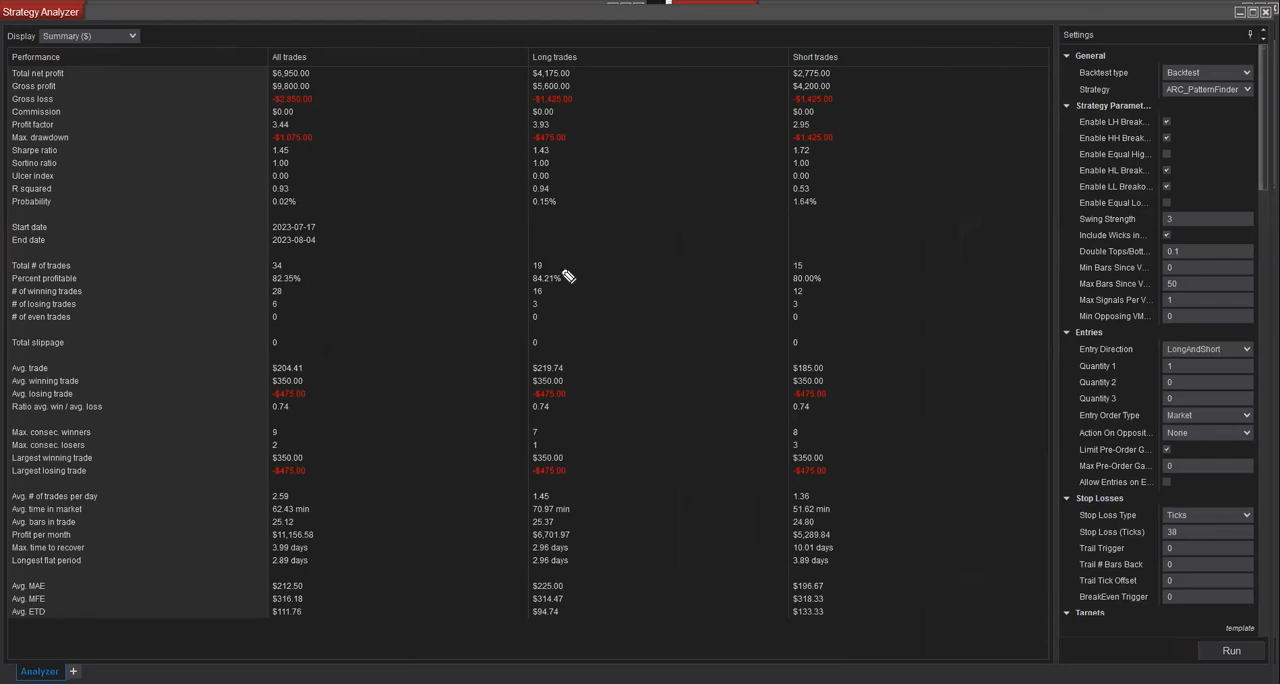 Strategy Analyzer
Display Summary ($)
Performance All trades Long trades Short trades
Total net profit $6,950.00 $4,175.00 $2,775.00
Gross profit $9,800.00 $5,600.00 $4,200.00
Gross loss -$2,850.00 -$1,425.00 -$1,425.00
Commission $0.00 $0.00 $0.00
Profit factor 3.44 3.93 2.95
Max. drawdown -$1,075.00 -$475.00 -$1,425.00
Sharpe ratio 1.45 1.43 1.72
Sortino ratio 1.00 1.00 1.00
Ulcer index 0.00 0.00 0.00
R squared 0.93 0.94 0.53
Probability 0.02% 0.15% 1.64%
Start date 2023-07-17
End date 2023-08-04
Total # of trades 34 19 15
Percent profitable 82.35% 84.21% 80.00%
# of winning trades 28 16 12
# of losing trades 6 3 3
# of even trades 0 0 0
Total slippage 0 0 0
Avg. trade $204.41 $219.74 $185.00
Avg. winning trade $350.00 $350.00 $350.00
Avg. losing trade -$475.00 -$475.00 -$475.00
Ratio avg. win / avg. loss 0.74 0.74 0.74
Max. consec. winners 9 7 8
Max. consec. losers 2 1 3
Largest winning trade $350.00 $350.00 $350.00
Largest losing trade -$475.00 -$475.00 -$475.00
Avg. # of trades per day 2.59 1.45 1.36
Avg. time in market 62.43 min 70.97 min 51.62 min
Avg. bars in trade 25.12 25.37 24.80
Profit per month $11,156.58 $6,701.97 $5,289.84
Max. time to recover 3.99 days 2.96 days 10.01 days
Longest flat period 2.89 days 2.96 days 3.89 days
Avg. MAE $212.50 $225.00 $196.67
Avg. MFE $316.18 $314.47 $318.33
Avg. ETD $111.76 $94.74 $133.33
Analyzer +
Settings
General
Backtest type Backtest
Strategy ARC_PatternFinder
Strategy Paramet...
Enable LH Break...
Enable HH Break...
Enable Equal Hig...
Enable HL Break...
Enable LL Breako...
Enable Equal Lo...
Swing Strength 3
Include Wicks in...
Double Tops/Bott... 0.1
Min Bars Since V... 0
Max Bars Since V... 50
Max Signals Per V... 1
Min Opposing VM... 0
Entries
Entry Direction LongAndShort
Quantity 1 1
Quantity 2 0
Quantity 3 0
Entry Order Type Market
Action On Opposit... None
Limit Pre-Order G...
Max Pre-Order Ga... 0
Allow Entries on E...
Stop Losses
Stop Loss Type Ticks
Stop Loss (Ticks) 38
Trail Trigger 0
Trail # Bars Back 0
Trail Tick Offset 0
BreakEven Trigger 0
Targets
template
Run